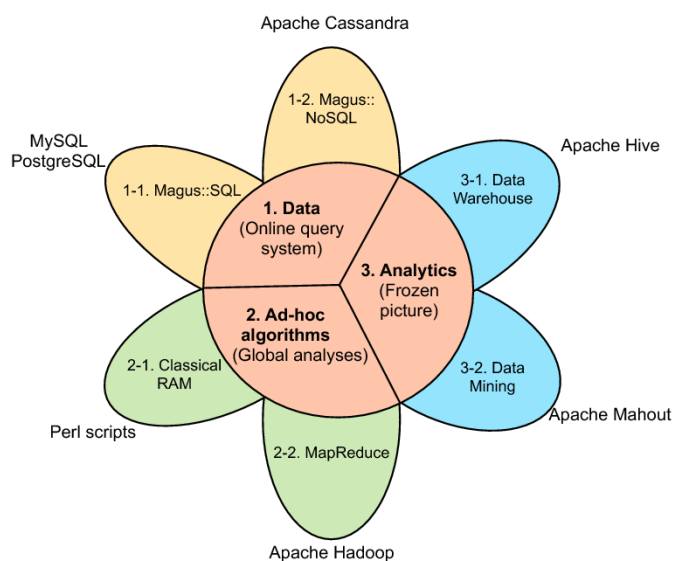 Apache Cassandra
1-2. Magus::
NoSQL
MySQL
PostgreSQL
1-1. Magus::SQL
Apache Hive
3-1. Data
Warehouse
1. Data
(Online query
system)
3. Analytics
(Frozen
picture)
2. Ad-hoc
algorithms
(Global analyses)
2-1. Classical
RAM
Perl scripts
3-2. Data
Mining
Apache Mahout
2-2. MapReduce
Apache Hadoop